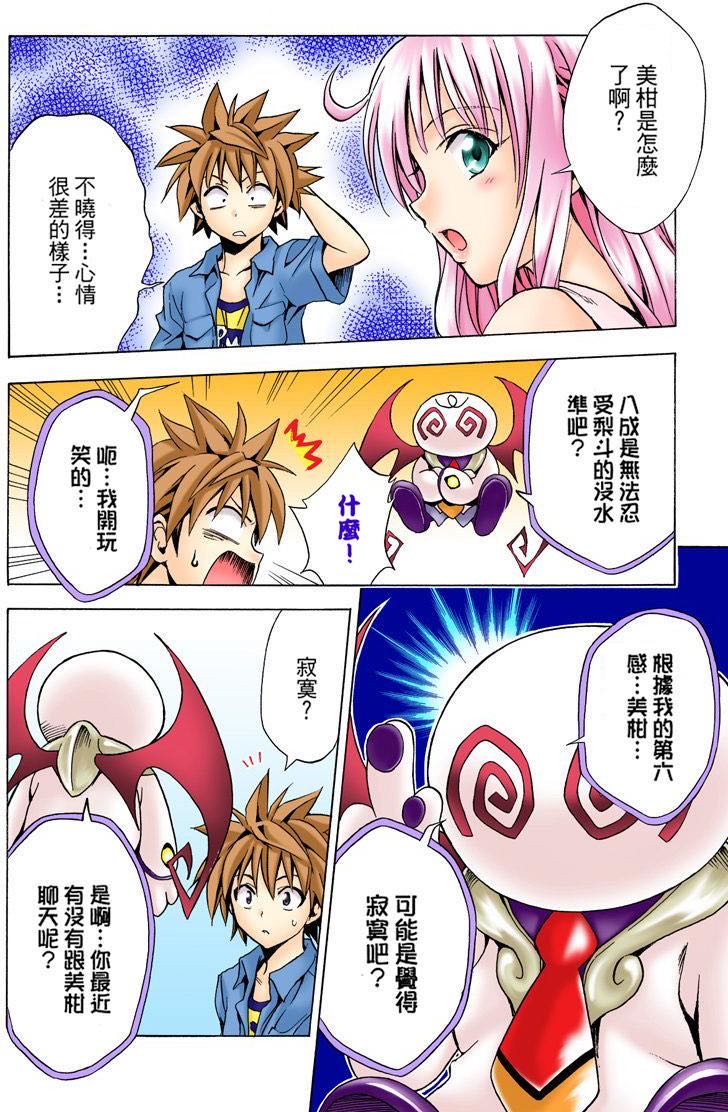 美柑是怎麼
了啊？
不曉得…心情
很差的樣子…
八成是無法忍
受梨斗的沒水
準吧？
什麼！
呃…我開玩
笑的…
根據我的第六
感…美柑…
可能是覺得
寂寞吧？
寂寞？
是啊…你最近
有沒有跟美柑
聊天呢？